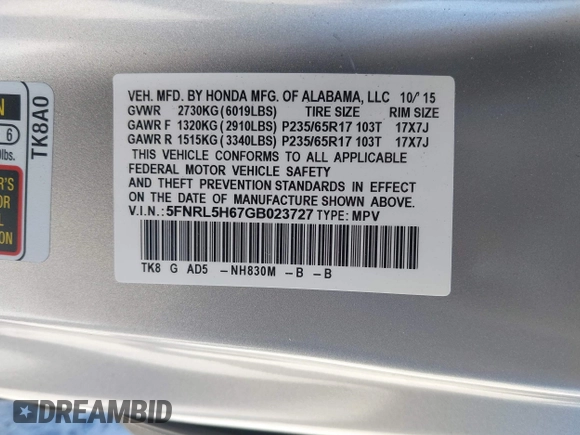 VEH. MFD. BY HONDA MFG. OF ALABAMA, LLC 10/ 15
GVWR 2730KG (6019LBS) TIRE SIZE RIM SIZE
GAWR F 1320KG (2910LBS) P235/65R17 103T 17X7J
GAWR R 1515KG (3340LBS) P235/65R17 103T 17X7J
THIS VEHICLE CONFORMS TO ALL APPLICABLE
FEDERAL MOTOR VEHICLE SAFETY
AND THEFT PREVENTION STANDARDS IN EFFECT
ON THE DATE OF MANUFACTURE SHOWN ABOVE.
V.I.N.: 5FNRL5H67GB023727 TYPE: MPV
TK8 G AD5 -NH830M -B -B
TK8A0
6
lbs.
DREAMBID